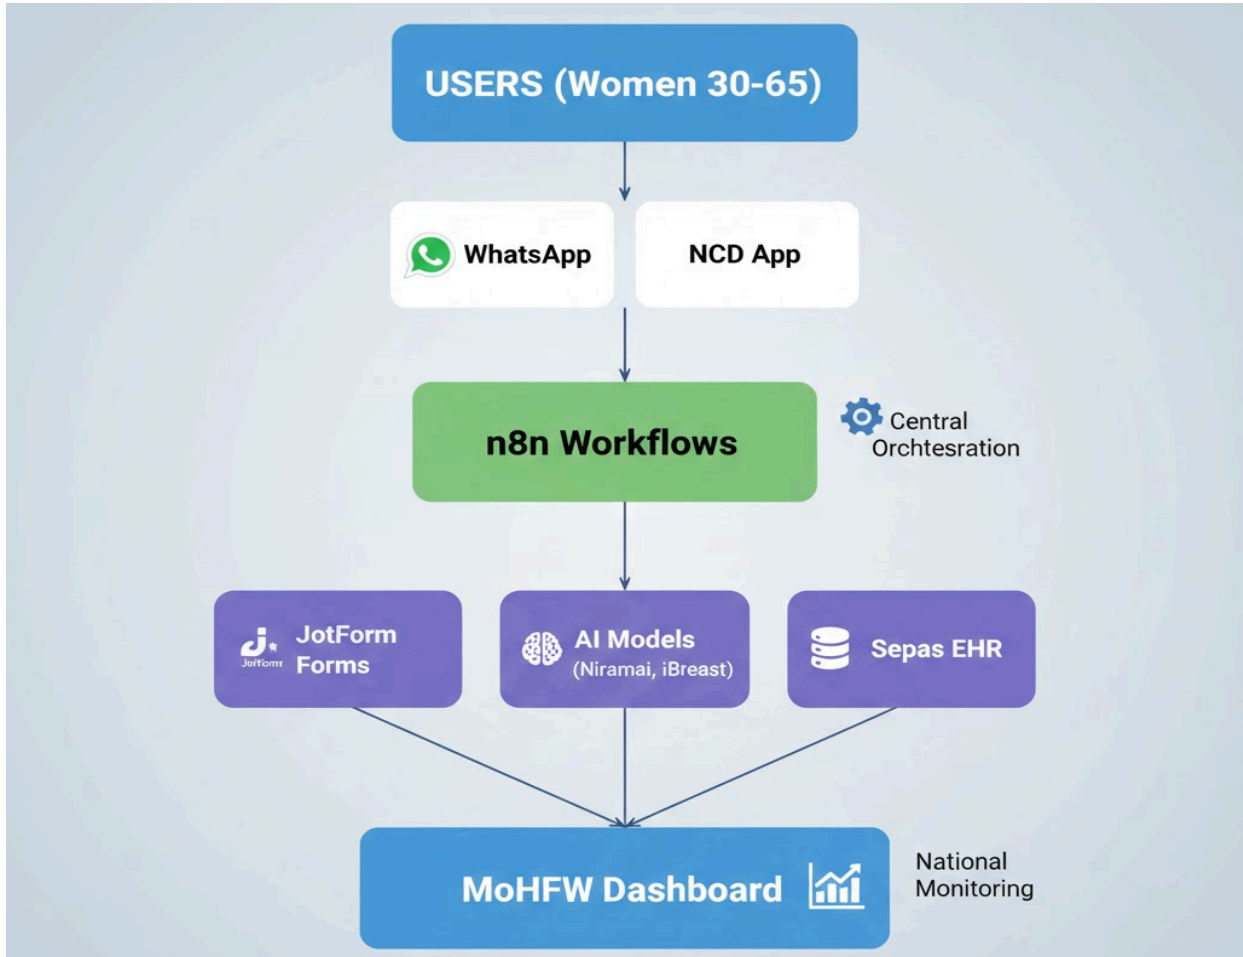 USERS (Women 30-65)
WhatsApp
NCD App
n8n Workflows
Central
Orchtesration
JotForm
Forms
AI Models
(Niramai, iBreast)
Sepas EHR
MoHFW Dashboard
National
Monitoring